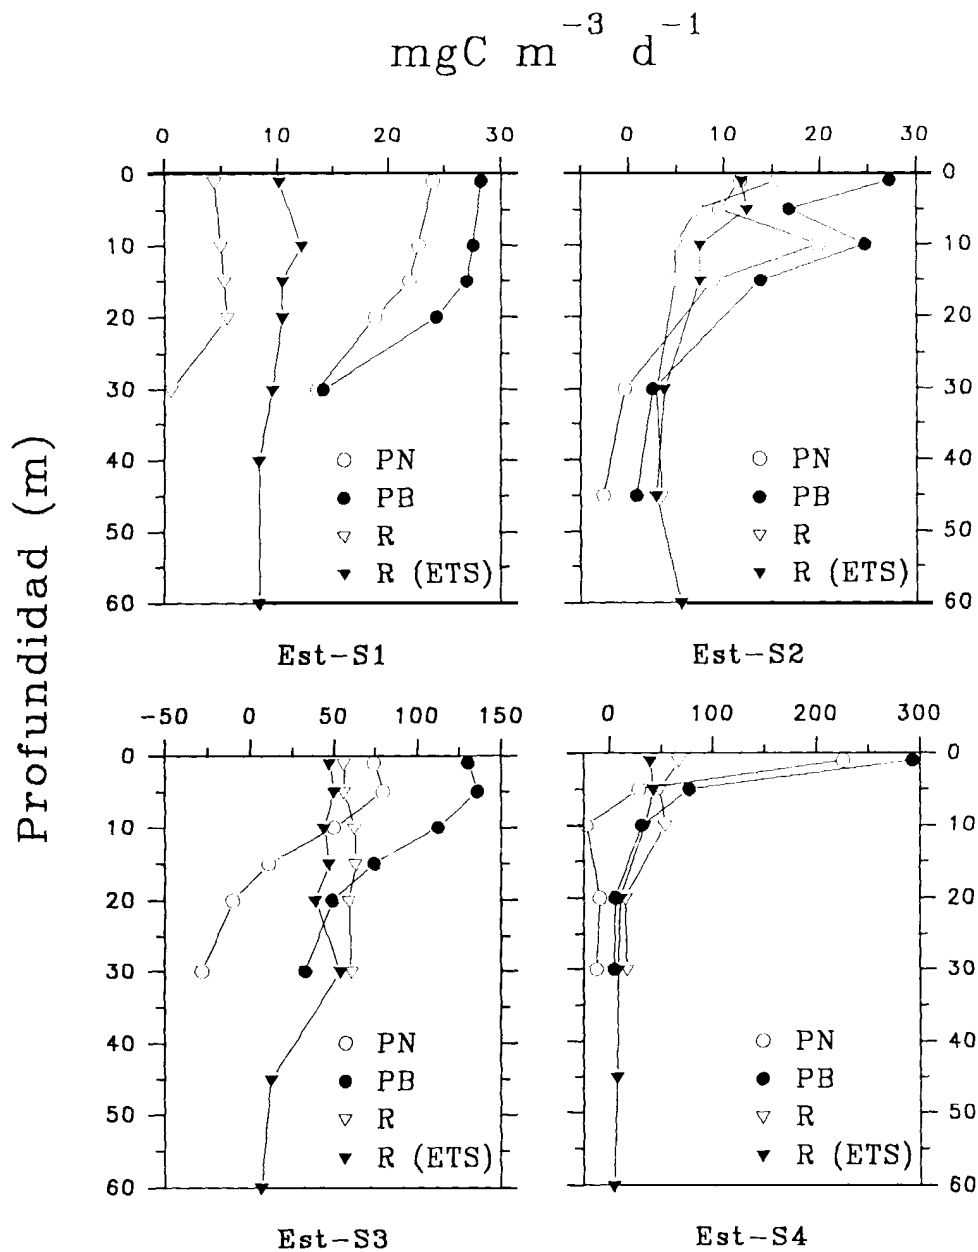 mgC m⁻³ d⁻¹
Profundidad (m)
0 10 20 30
0
10
20
30
40
50
60
PN
PB
R
R (ETS)
Est-S1
0 10 20 30
0
10
20
30
40
50
60
PN
PB
R
R (ETS)
Est-S2
-50 0 50 100 150
0
10
20
30
40
50
60
PN
PB
R
R (ETS)
Est-S3
0 100 200 300
0
10
20
30
40
50
60
PN
PB
R
R (ETS)
Est-S4